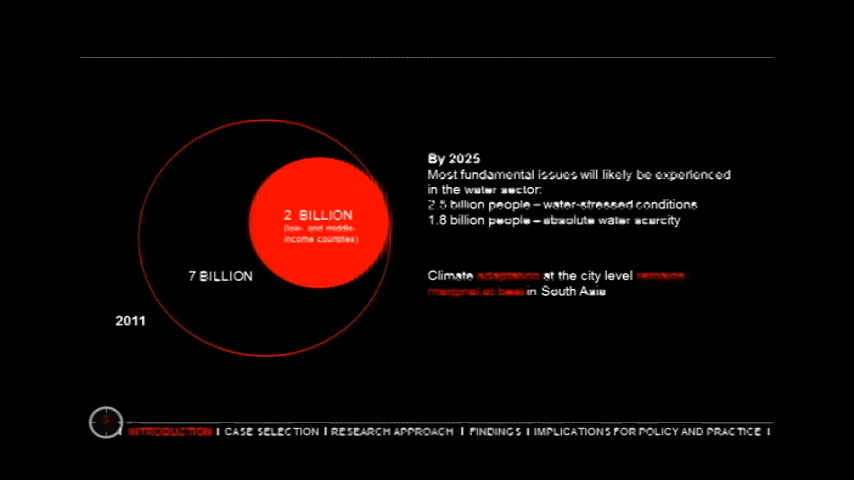 By 2025
Most fundamental issues will likely be experienced
in the water sector:
2.5 billion people – water-stressed conditions
1.8 billion people – absolute water scarcity
2 BILLION
(low- and middle-
income countries)
7 BILLION
Climate adaptation at the city level remains
marginal at best in South Asia
2011
INTRODUCTION I CASE SELECTION I RESEARCH APPROACH I FINDINGS I IMPLICATIONS FOR POLICY AND PRACTICE I